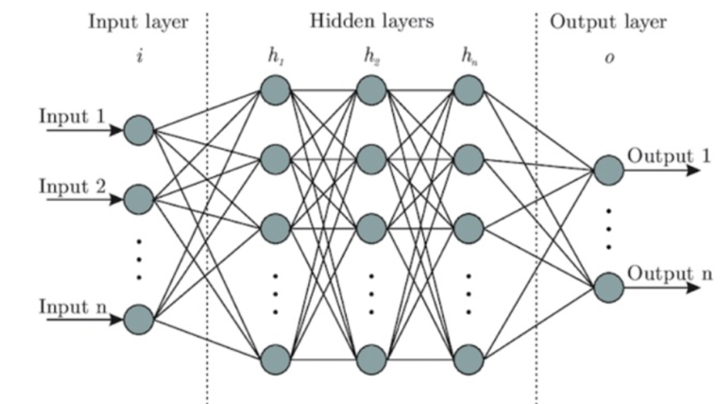 Input layer
Hidden layers
Output layer
i
h₁
h₂
hₙ
o
Input 1
Input 2
Input n
Output 1
Output n